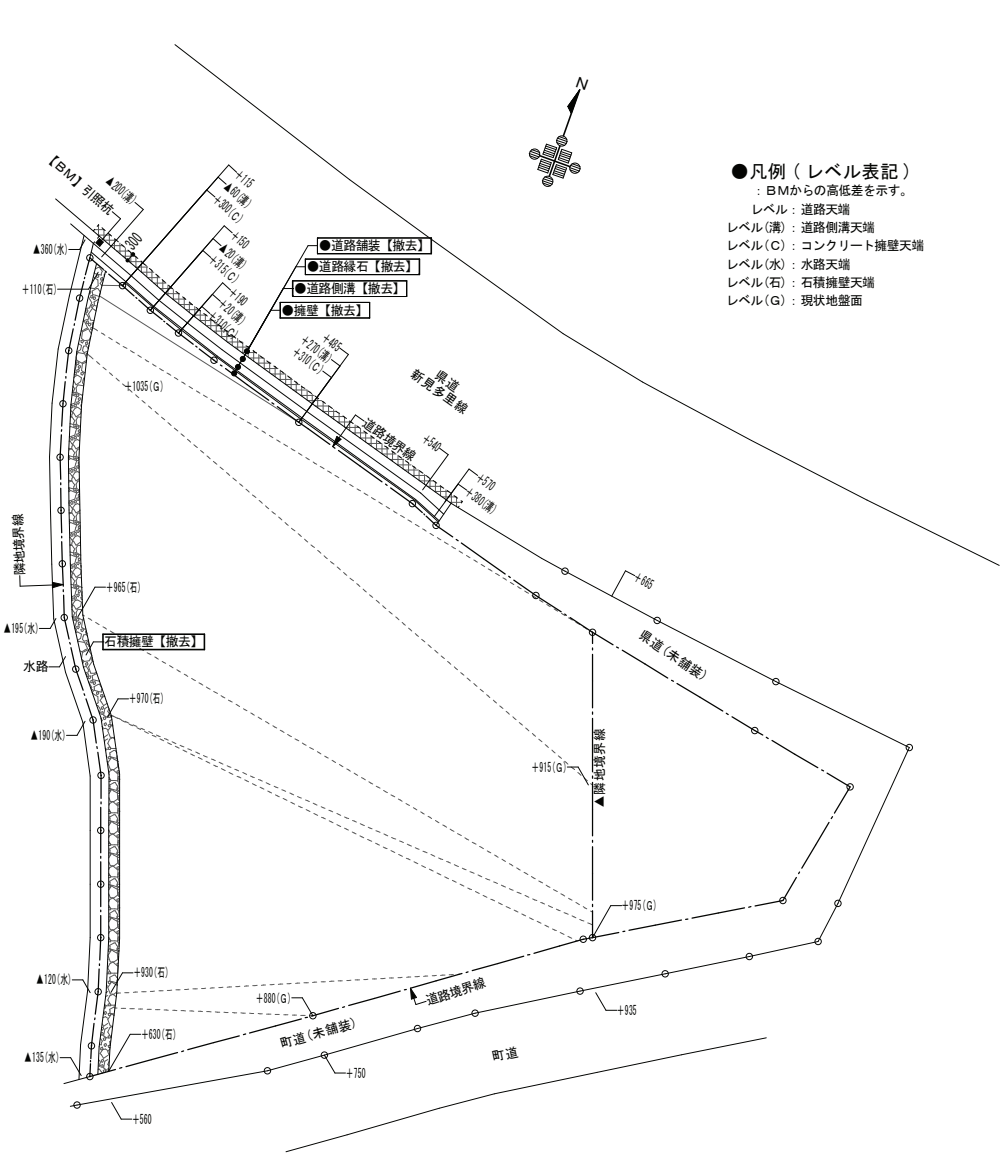 N
●凡例(レベル表記)
：BMからの高低差を示す。
レベル：道路天端
レベル(溝)：道路側溝天端
レベル(C)：コンクリート擁壁天端
レベル(水)：水路天端
レベル(石)：石積擁壁天端
レベル(G)：現状地盤面
【BM】引照杭
▲200(溝)
300
+115
▲60(溝)
+300(C)
+150
▲20(溝)
+315(C)
+190
+20(溝)
+310(C)
●道路舗装【撤去】
●道路縁石【撤去】
●道路側溝【撤去】
●擁壁【撤去】
+485
+270(溝)
+310(C)
県道
新見多里線
道路境界線
+540
+570
+380(溝)
▲360(水)
+110(石)
+1035(G)
隣地境界線
+965(石)
▲195(水)
石積擁壁【撤去】
水路
+970(石)
▲190(水)
+665
県道(未舗装)
+915(G)
▲隣地境界線
+975(G)
▲120(水)
+930(石)
+880(G)
道路境界線
+935
+630(石)
町道(未舗装)
町道
▲135(水)
+750
+560